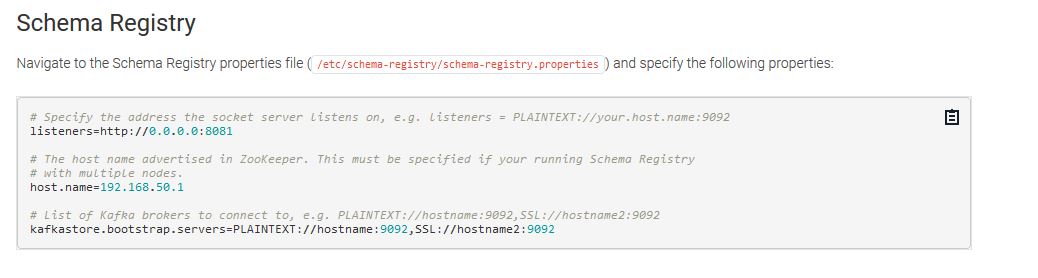 Schema Registry
Navigate to the Schema Registry properties file ( /etc/schema-registry/schema-registry.properties ) and specify the following properties:
# Specify the address the socket server listens on, e.g. listeners = PLAINTEXT://your.host.name:9092
listeners=http://0.0.0.0:8081
# The host name advertised in ZooKeeper. This must be specified if your running Schema Registry
# with multiple nodes.
host.name=192.168.50.1
# List of Kafka brokers to connect to, e.g. PLAINTEXT://hostname:9092,SSL://hostname2:9092
kafkastore.bootstrap.servers=PLAINTEXT://hostname:9092,SSL://hostname2:9092